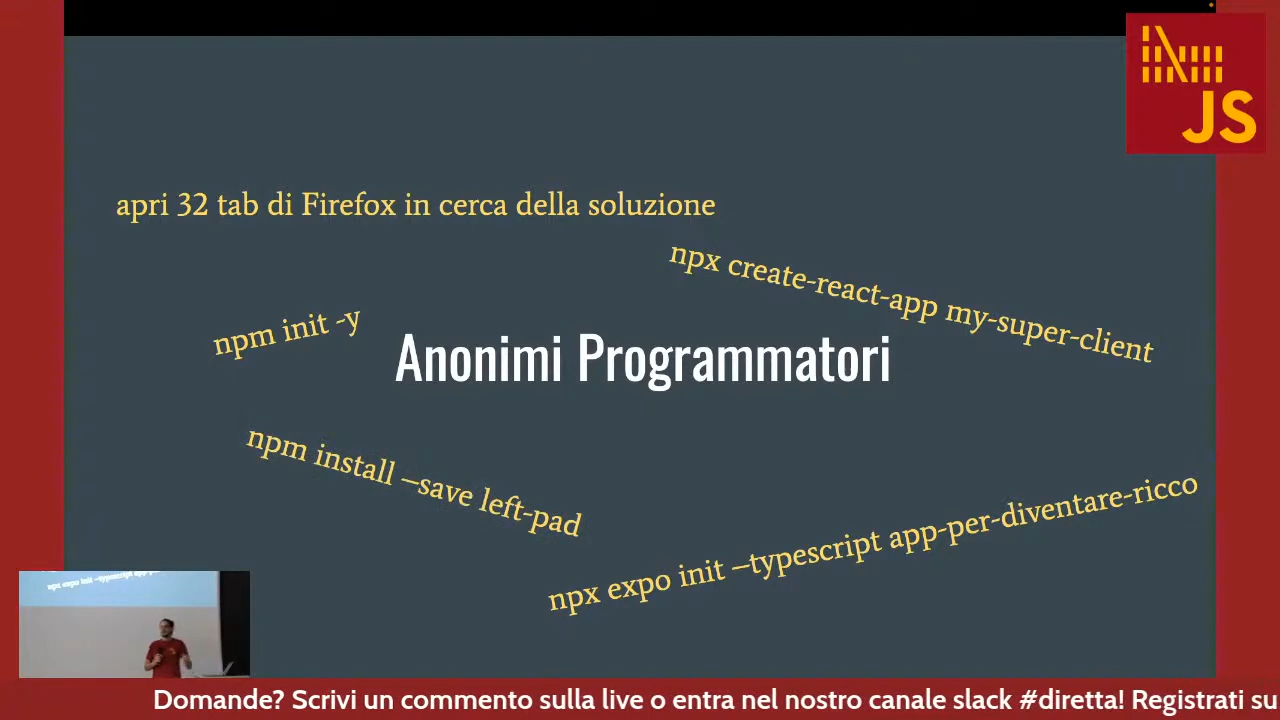 JS
apri 32 tab di Firefox in cerca della soluzione
npx create-react-app my-super-client
npm init -y
Anonimi Programmatori
npm install –save left-pad
npx expo init –typescript app-per-diventare-ricco
Domande? Scrivi un commento sulla live o entra nel nostro canale slack #diretta! Registrati su